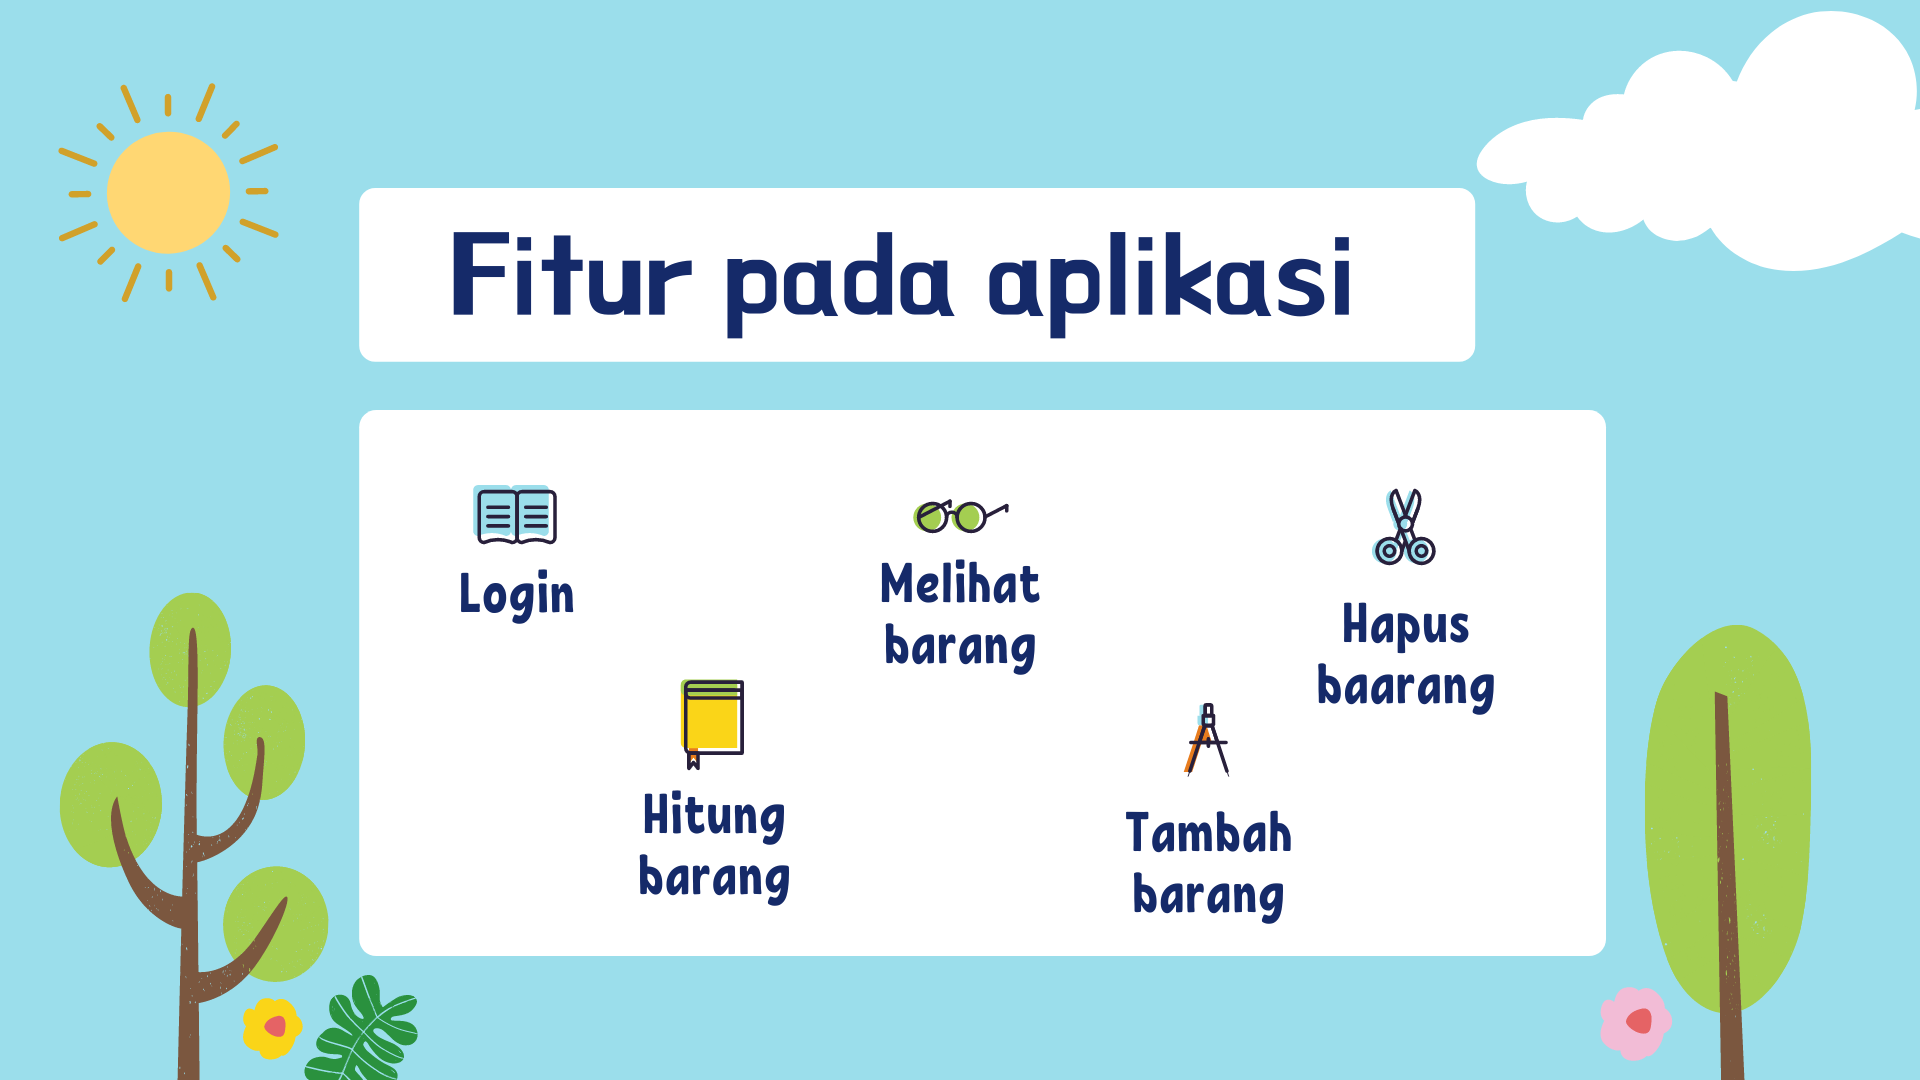 Fitur pada aplikasi
Login
Hitung
barang
Melihat
barang
Tambah
barang
Hapus
baarang